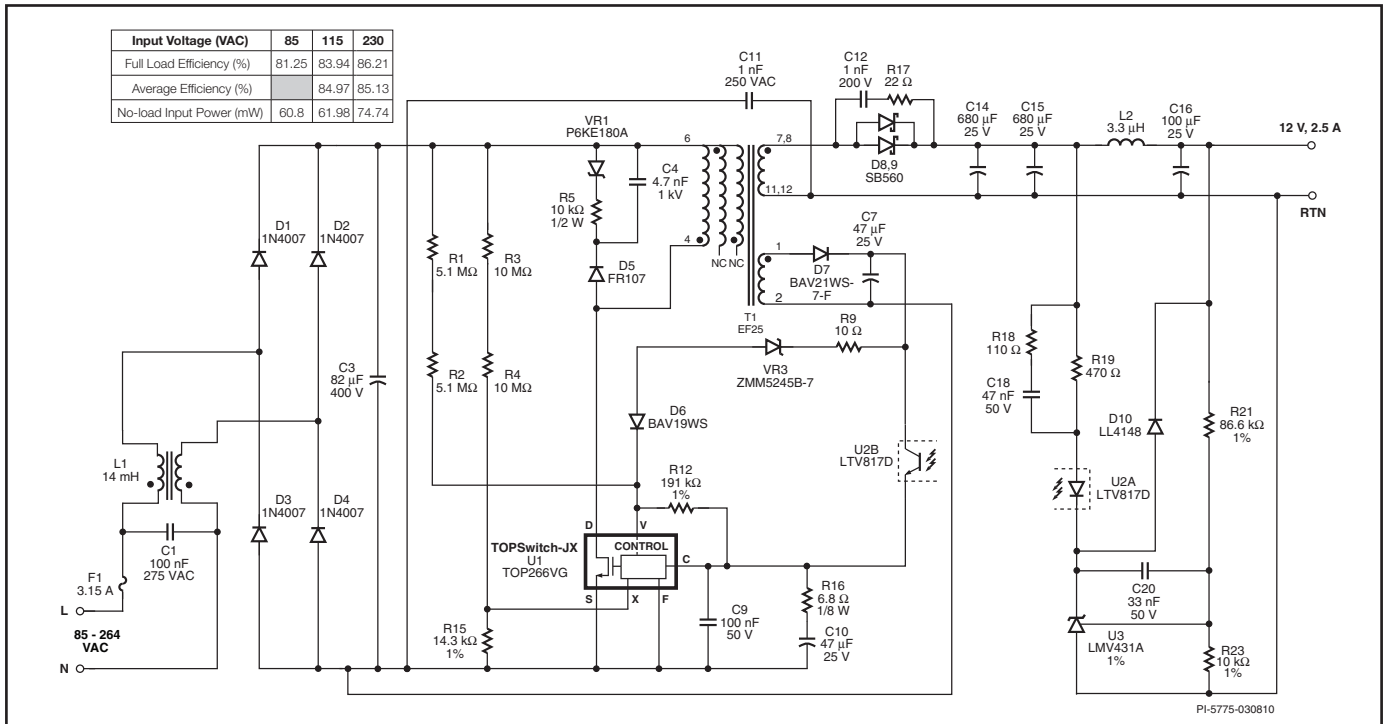 Input Voltage (VAC) 85 115 230
Full Load Efficiency (%) 81.25 83.94 86.21
Average Efficiency (%) 84.97 85.13
No-load Input Power (mW) 60.8 61.98 74.74
C11
1 nF
250 VAC
C12
1 nF
200 V
R17
22 Ω
D8,9
SB560
C14
680 µF
25 V
C15
680 µF
25 V
L2
3.3 µH
C16
100 µF
25 V
12 V, 2.5 A
RTN
VR1
P6KE180A
C4
4.7 nF
1 kV
R5
10 kΩ
1/2 W
D5
FR107
6
4
NC NC
7,8
11,12
1
2
T1
EF25
D7
BAV21WS-
7-F
C7
47 µF
25 V
D1
1N4007
D2
1N4007
R1
5.1 MΩ
R3
10 MΩ
R2
5.1 MΩ
R4
10 MΩ
C3
82 µF
400 V
R9
10 Ω
VR3
ZMM5245B-7
D6
BAV19WS
R12
191 kΩ
1%
U2B
LTV817D
R18
110 Ω
C18
47 nF
50 V
R19
470 Ω
D10
LL4148
R21
86.6 kΩ
1%
U2A
LTV817D
L1
14 mH
D3
1N4007
D4
1N4007
C1
100 nF
275 VAC
F1
3.15 A
L
85 - 264
VAC
N
TOPSwitch-JX
U1
TOP266VG
D
V
CONTROL
C
S
X
F
R15
14.3 kΩ
1%
C9
100 nF
50 V
R16
6.8 Ω
1/8 W
C10
47 µF
25 V
C20
33 nF
50 V
U3
LMV431A
1%
R23
10 kΩ
1%
PI-5775-030810